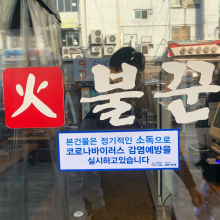 火 불꾼
본건물은 정기적인 소독으로
코로나바이러스 감염예방을
실시하고있습니다